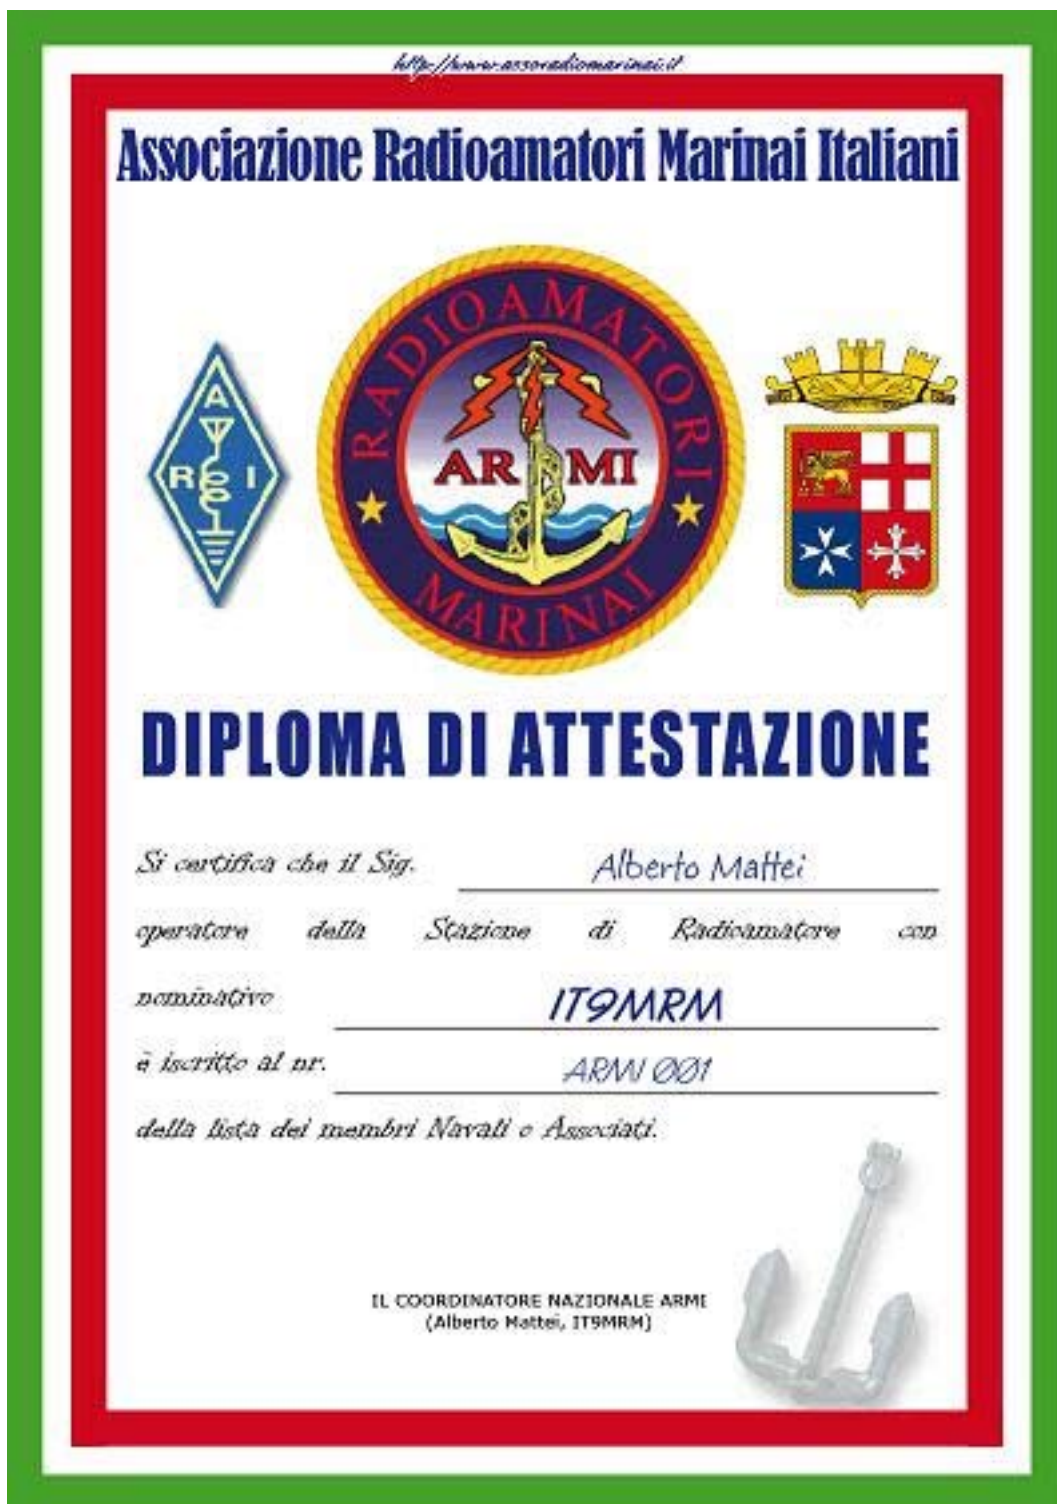 http://www.assoradiomarinai.it
Associazione Radioamatori Marinai Italiani
RADIOAMATORI
A
R I
ARMI
MARINAI
DIPLOMA DI ATTESTAZIONE
Si certifica che il Sig. Alberto Mattei
operatore della Stazione di Radioamatore con
nominativo IT9MRM
è iscritto al nr. ARMI 001
della lista dei membri Navali o Associati.
IL COORDINATORE NAZIONALE ARMI
(Alberto Mattei, IT9MRM)